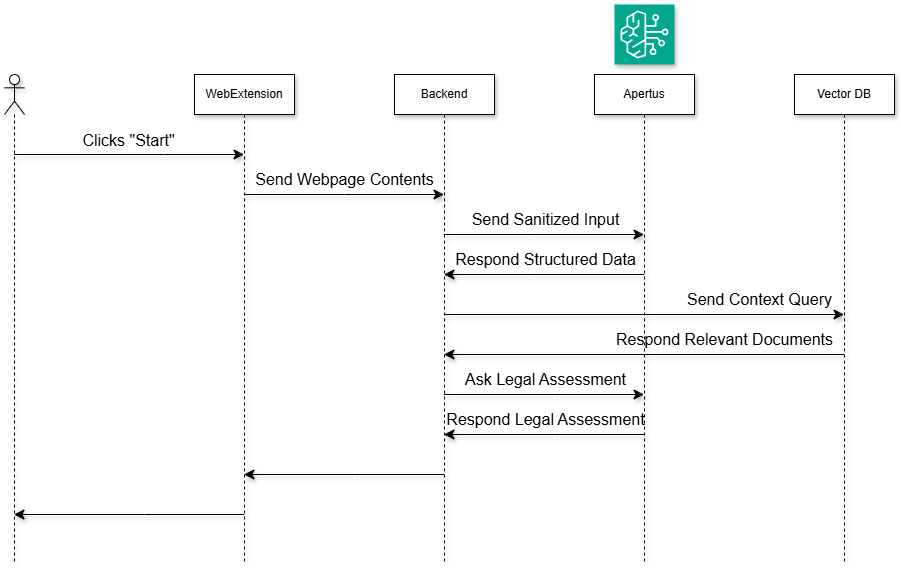 WebExtension
Backend
Apertus
Vector DB
Clicks "Start"
Send Webpage Contents
Send Sanitized Input
Respond Structured Data
Send Context Query
Respond Relevant Documents
Ask Legal Assessment
Respond Legal Assessment